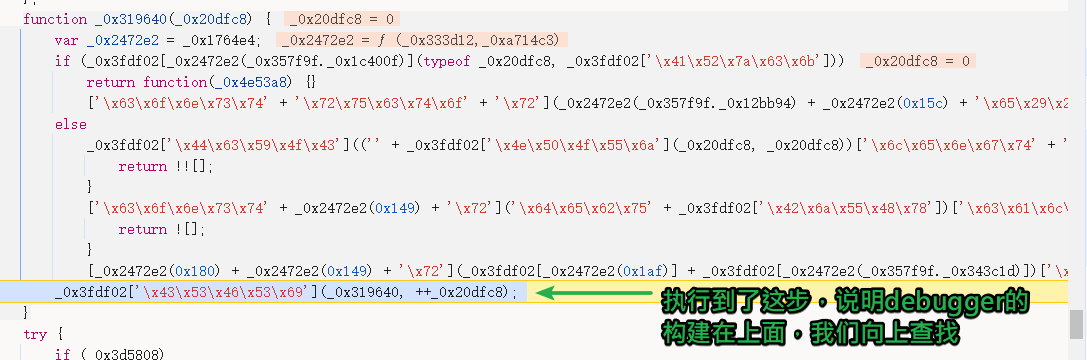 };
function _0x319640(_0x20dfc8) { _0x20dfc8 = 0
var _0x2472e2 = _0x1764e4; _0x2472e2 = ƒ (_0x333d12,_0xa714c3)
if (_0x3fdf02[_0x2472e2(_0x357f9f._0x1c400f)](typeof _0x20dfc8, _0x3fdf02['\x41\x52\x7a\x63\x6b'])) _0x20dfc8 = 0
return function(_0x4e53a8) {}
['\x63\x6f\x6e\x73\x74' + '\x72\x75\x63\x74\x6f' + '\x72'](_0x2472e2(_0x357f9f._0x12bb94) + _0x2472e2(0x15c) + '\x65\x29\x2
else
_0x3fdf02['\x44\x63\x59\x4f\x43'](('' + _0x3fdf02['\x4e\x50\x4f\x55\x6a'](_0x20dfc8, _0x20dfc8))['\x6c\x65\x6e\x67\x74' + '
return !![];
}
['\x63\x6f\x6e\x73\x74' + _0x2472e2(0x149) + '\x72']('\x64\x65\x62\x75' + _0x3fdf02['\x42\x6a\x55\x48\x78'])['\x63\x61\x6c\
return ![];
}
[_0x2472e2(0x180) + _0x2472e2(0x149) + '\x72'](_0x3fdf02[_0x2472e2(0x1af)] + _0x3fdf02[_0x2472e2(_0x357f9f._0x343c1d)])['\
_0x3fdf02['\x43\x53\x46\x53\x69'](_0x319640, ++_0x20dfc8);
执行到了这步，说明debugger的
构建在上面，我们向上查找
}
try {
if (_0x3d5808)